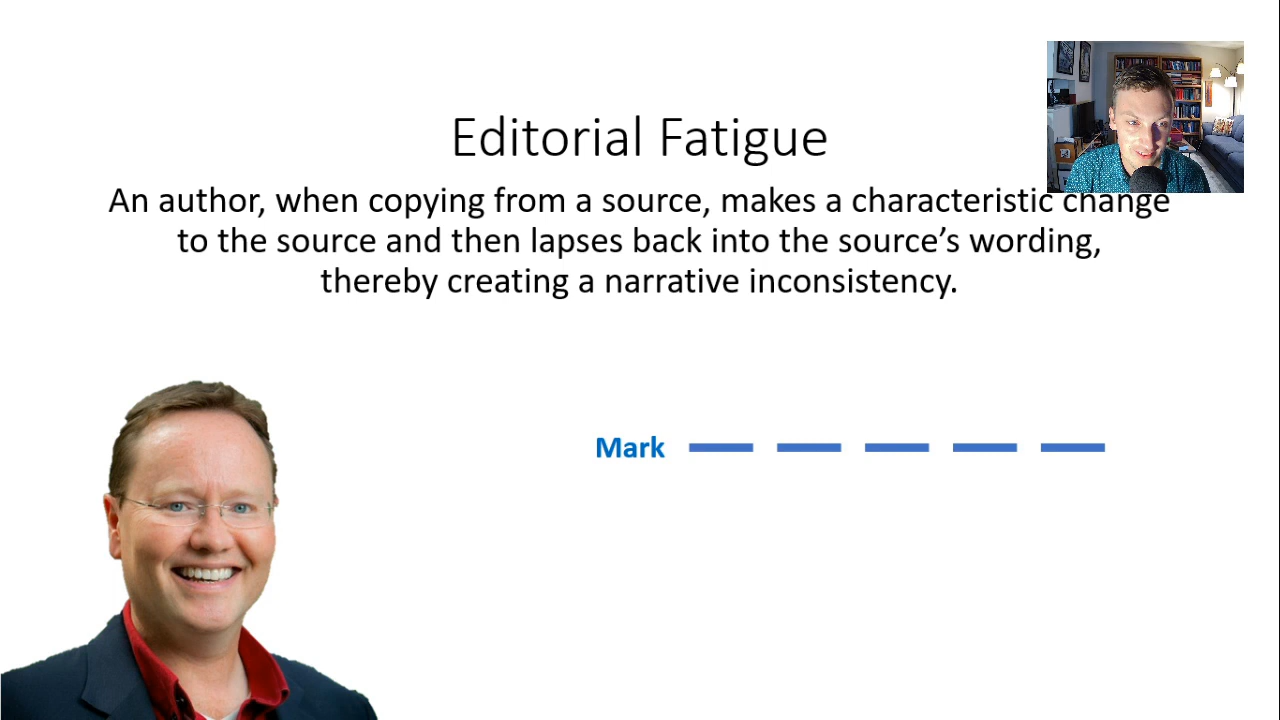 Editorial Fatigue
An author, when copying from a source, makes a characteristic change
to the source and then lapses back into the source’s wording,
thereby creating a narrative inconsistency.
Mark